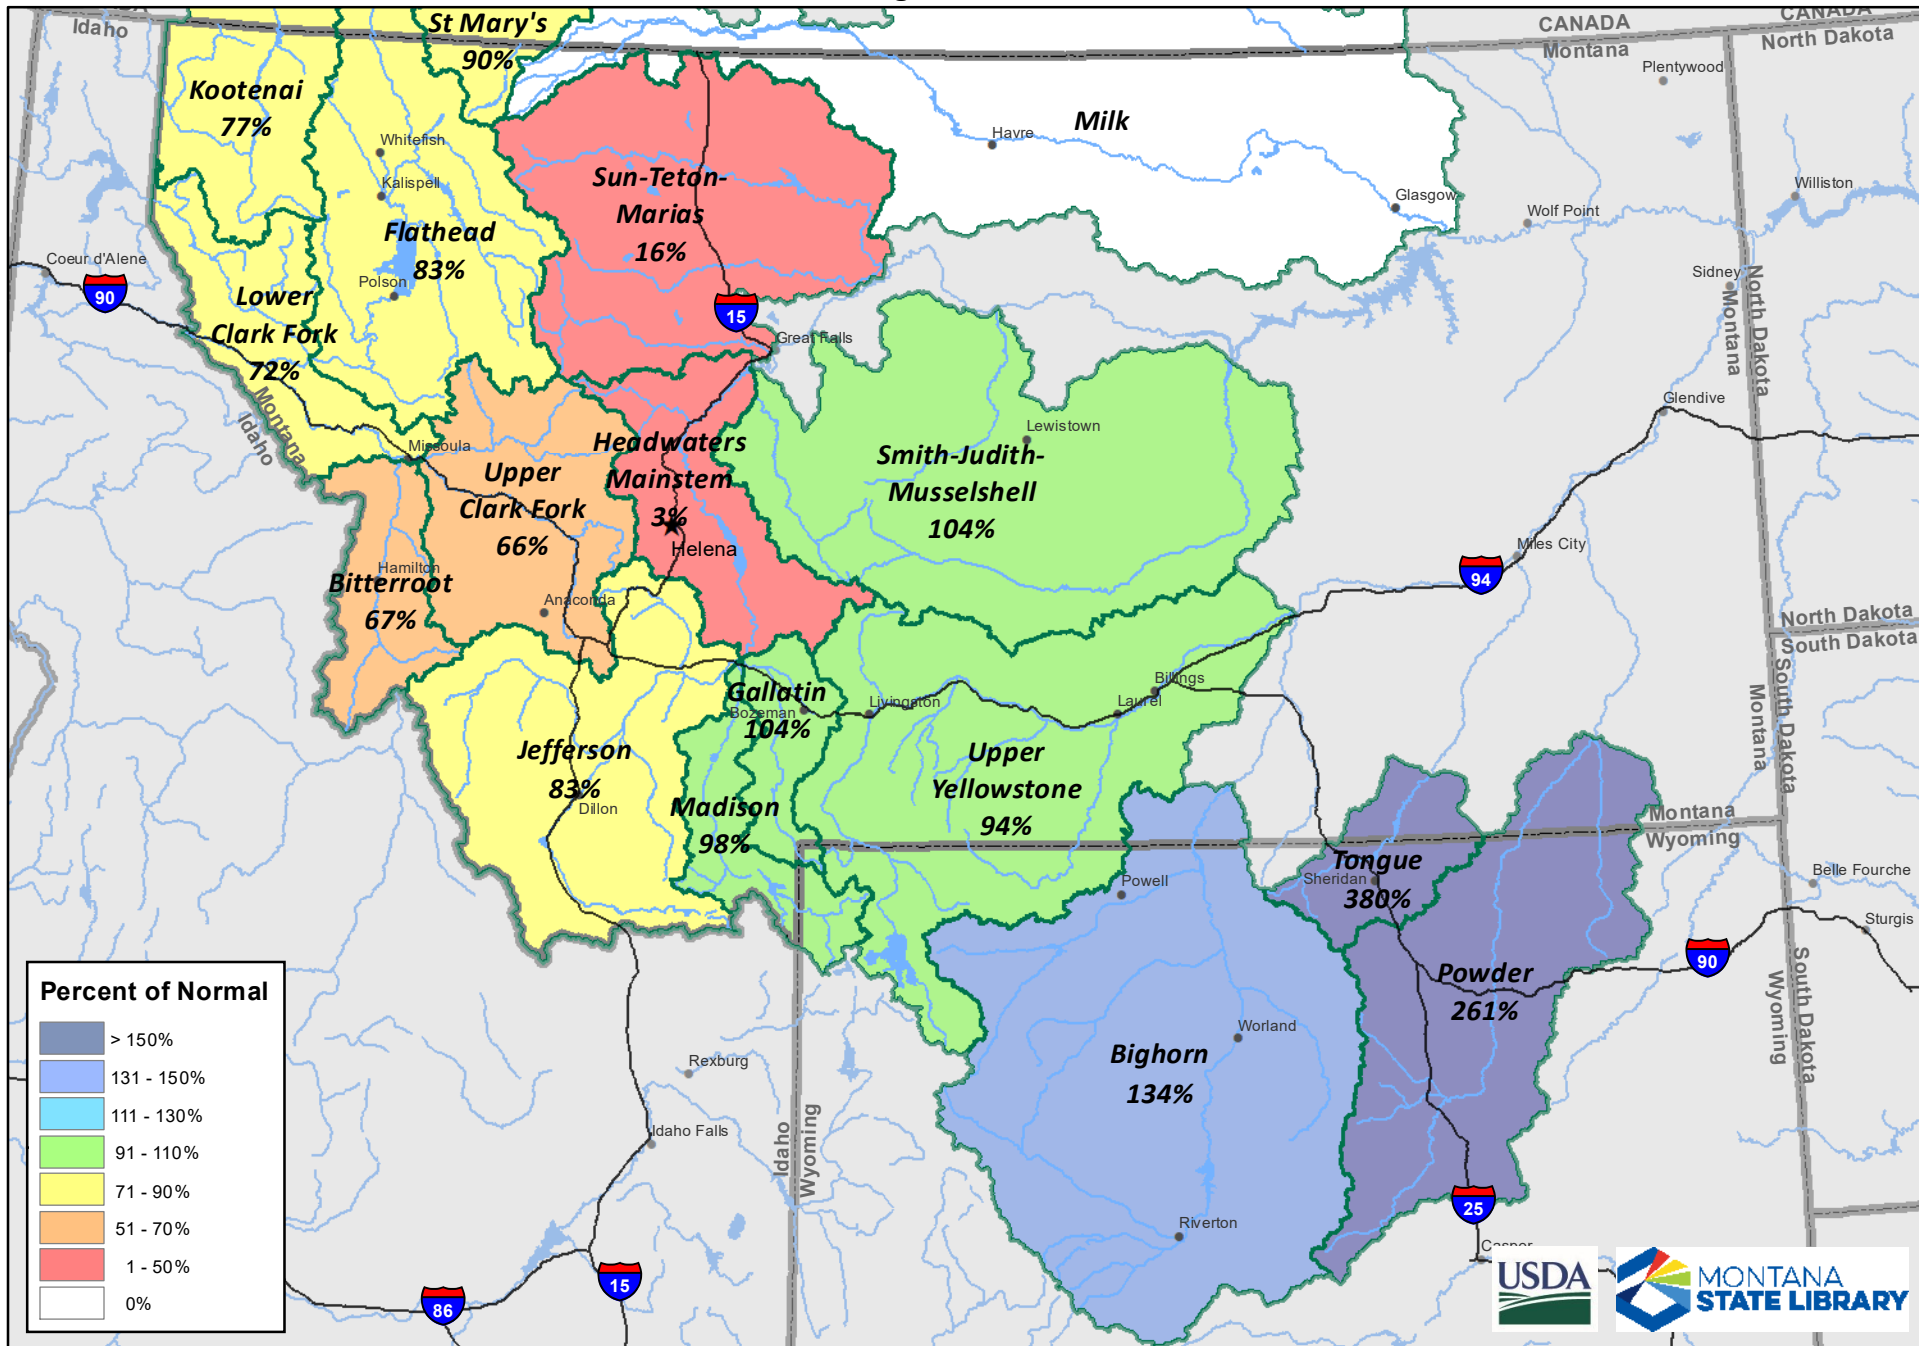 St Mary's
90%
CANADA
Montana
CANADA
North Dakota
Idaho
Plentywood
Kootenai
77%
Milk
Havre
Whitefish
Kalispell
Sun-Teton-
Marias
16%
Glasgow
Wolf Point
Williston
Flathead
83%
Polson
Coeur d'Alene
90
Sidney
Montana
North Dakota
Lower
Clark Fork
72%
15
Great Falls
Montana
Idaho
Glendive
Missoula
Headwaters
Mainstem
3%
Helena
Lewistown
Smith-Judith-
Musselshell
104%
Upper
Clark Fork
66%
Miles City
94
Hamilton
Bitterroot
67%
Anaconda
North Dakota
South Dakota
Montana
South Dakota
Gallatin
Bozeman
104%
Livingston
Billings
Laurel
Jefferson
83%
Dillon
Upper
Yellowstone
94%
Madison
98%
Montana
Wyoming
Tongue
Sheridan
380%
Powell
Belle Fourche
Sturgis
90
Powder
261%
Wyoming
South Dakota
Worland
Bighorn
134%
Rexburg
Idaho Falls
Idaho
Wyoming
Riverton
25
Casper
15
86
Percent of Normal
> 150%
131 - 150%
111 - 130%
91 - 110%
71 - 90%
51 - 70%
1 - 50%
0%
USDA
MONTANA
STATE LIBRARY